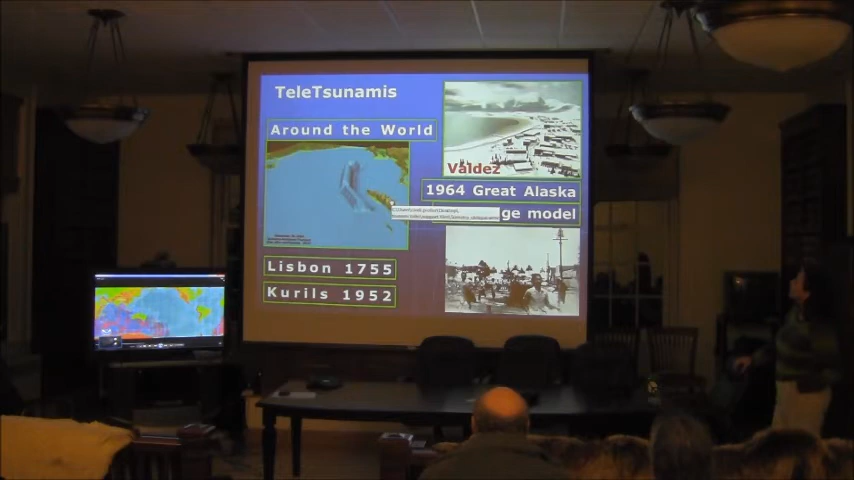 TeleTsunamis
Around the World
Valdez
1964 Great Alaska
ge model
Lisbon 1755
Kurils 1952